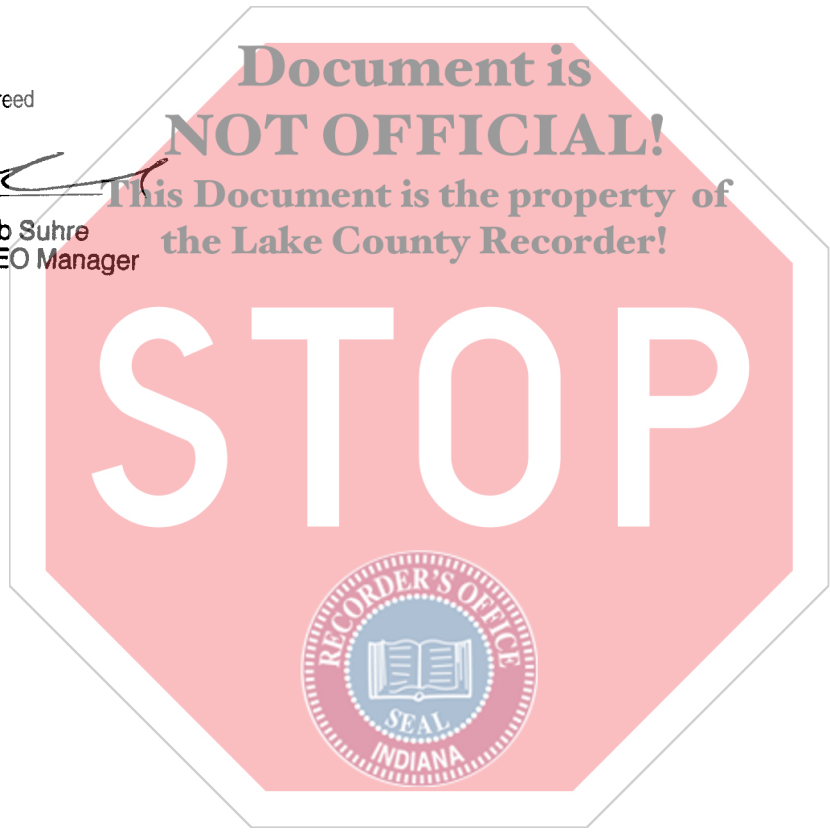 Document is
NOT OFFICIAL!
reed
This Document is the property of
b Suhre
the Lake County Recorder!
EO Manager
STOP
RECORDER'S OFFICE
SEAL
INDIANA